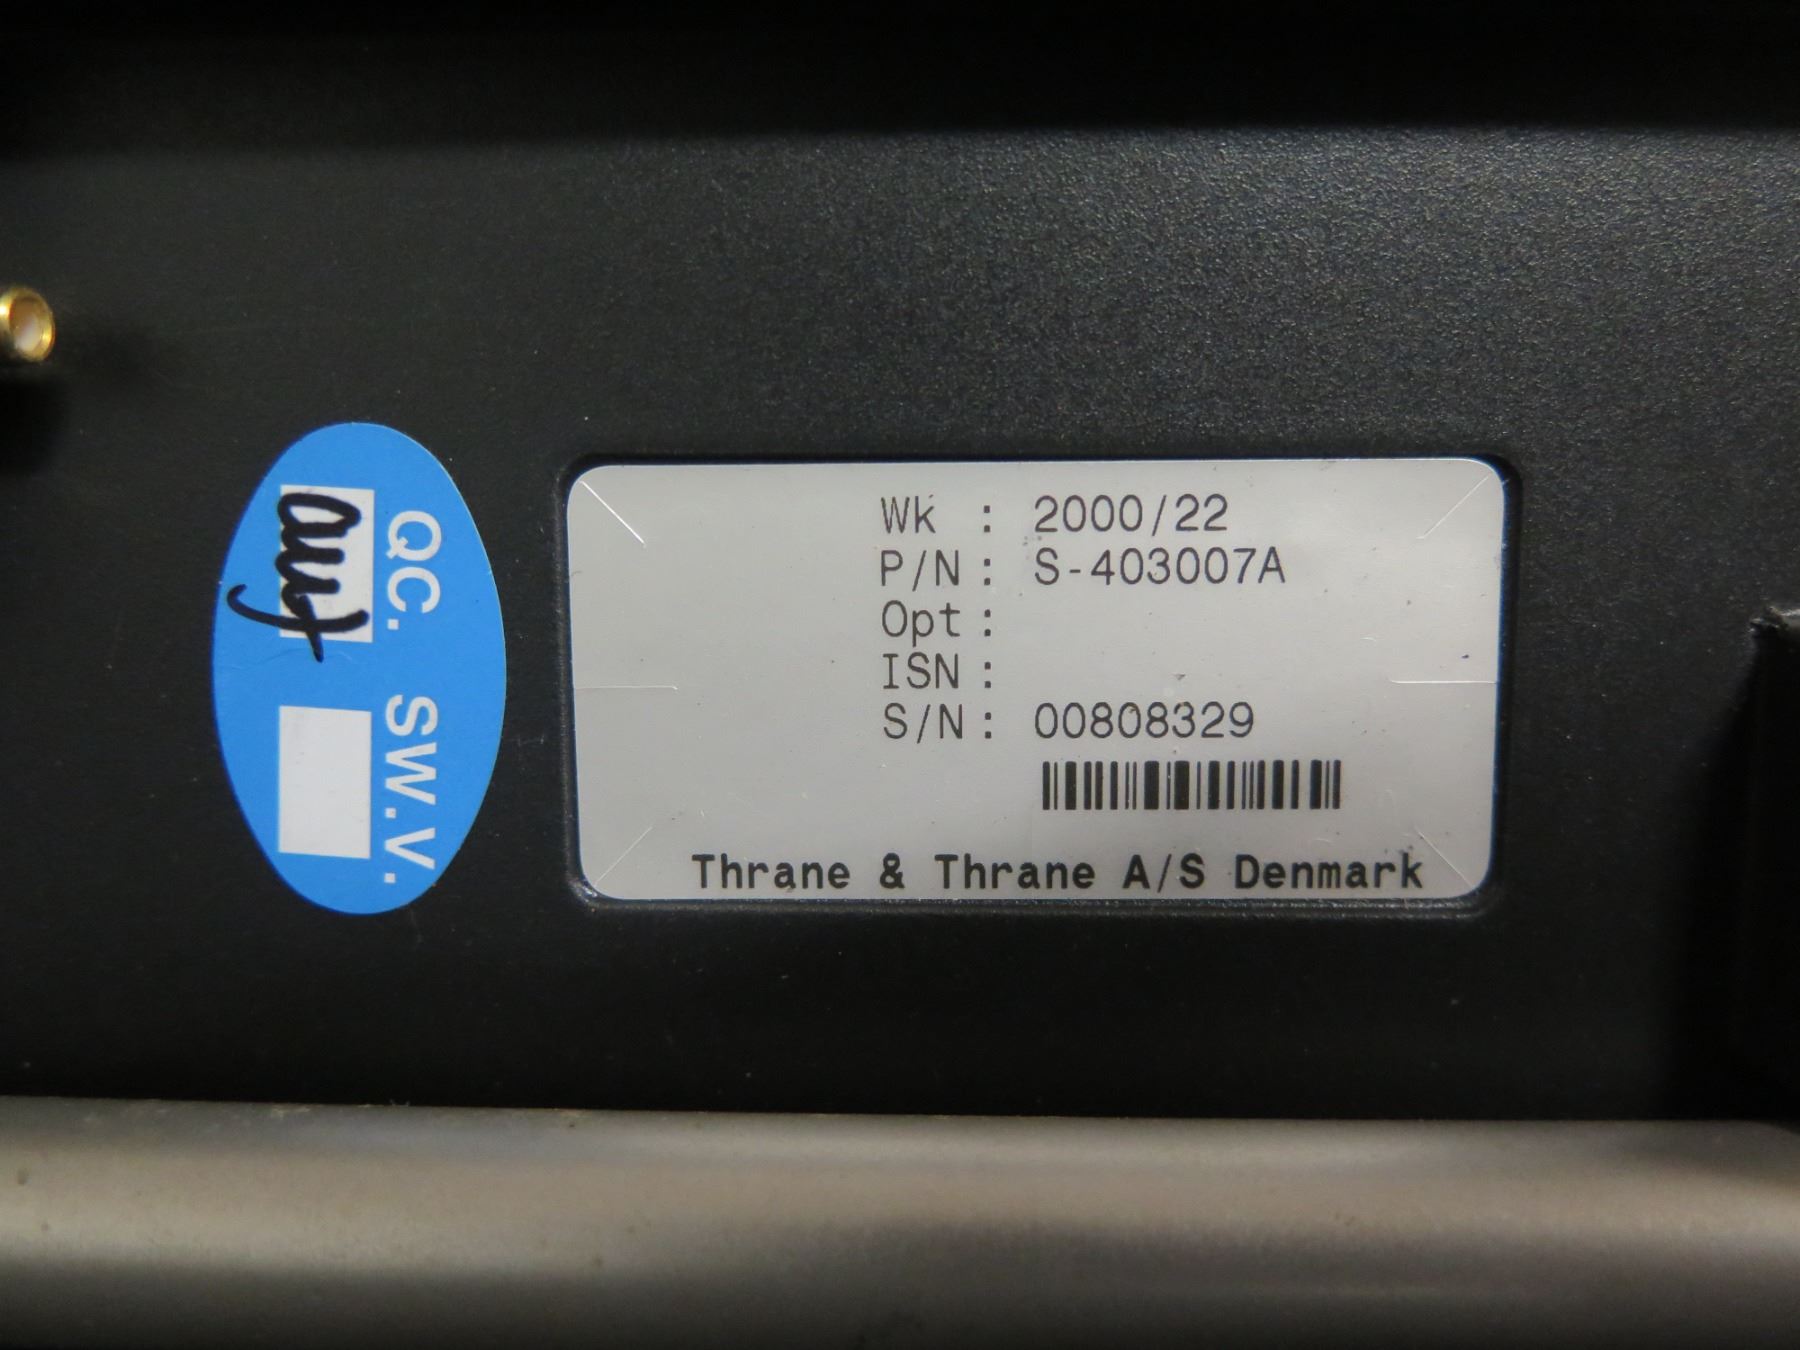 QC. SW.V.
Wk : 2000/22
P/N: S-403007A
Opt:
ISN:
S/N: 00808329
Thrane & Thrane A/S Denmark